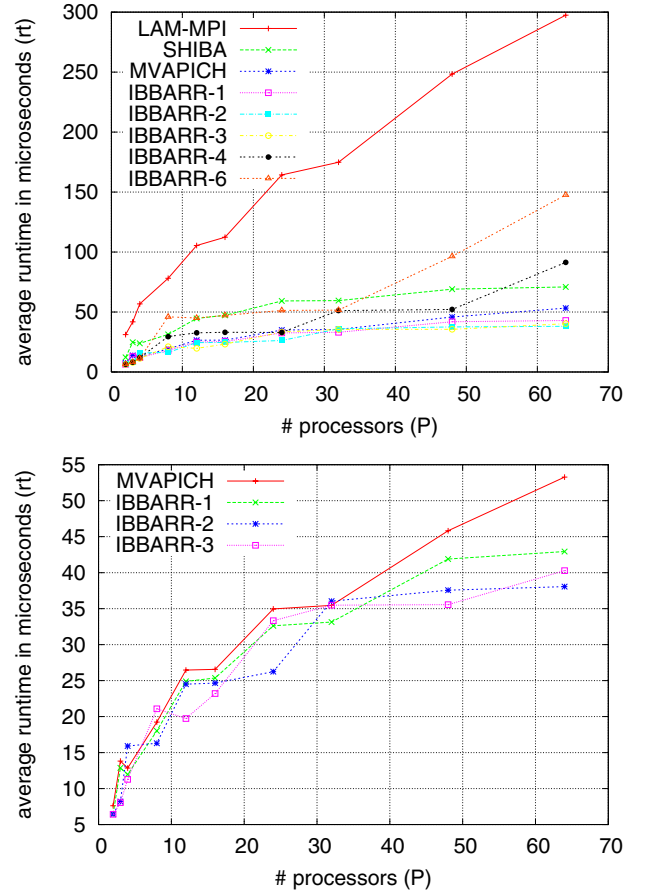 300
250
200
150
100
50
0
average runtime in microseconds (rt)
LAM-MPI
SHIBA
MVAPICH
IBBARR-1
IBBARR-2
IBBARR-3
IBBARR-4
IBBARR-6
0 10 20 30 40 50 60 70
# processors (P)
55
50
45
40
35
30
25
20
15
10
5
average runtime in microseconds (rt)
MVAPICH
IBBARR-1
IBBARR-2
IBBARR-3
0 10 20 30 40 50 60 70
# processors (P)